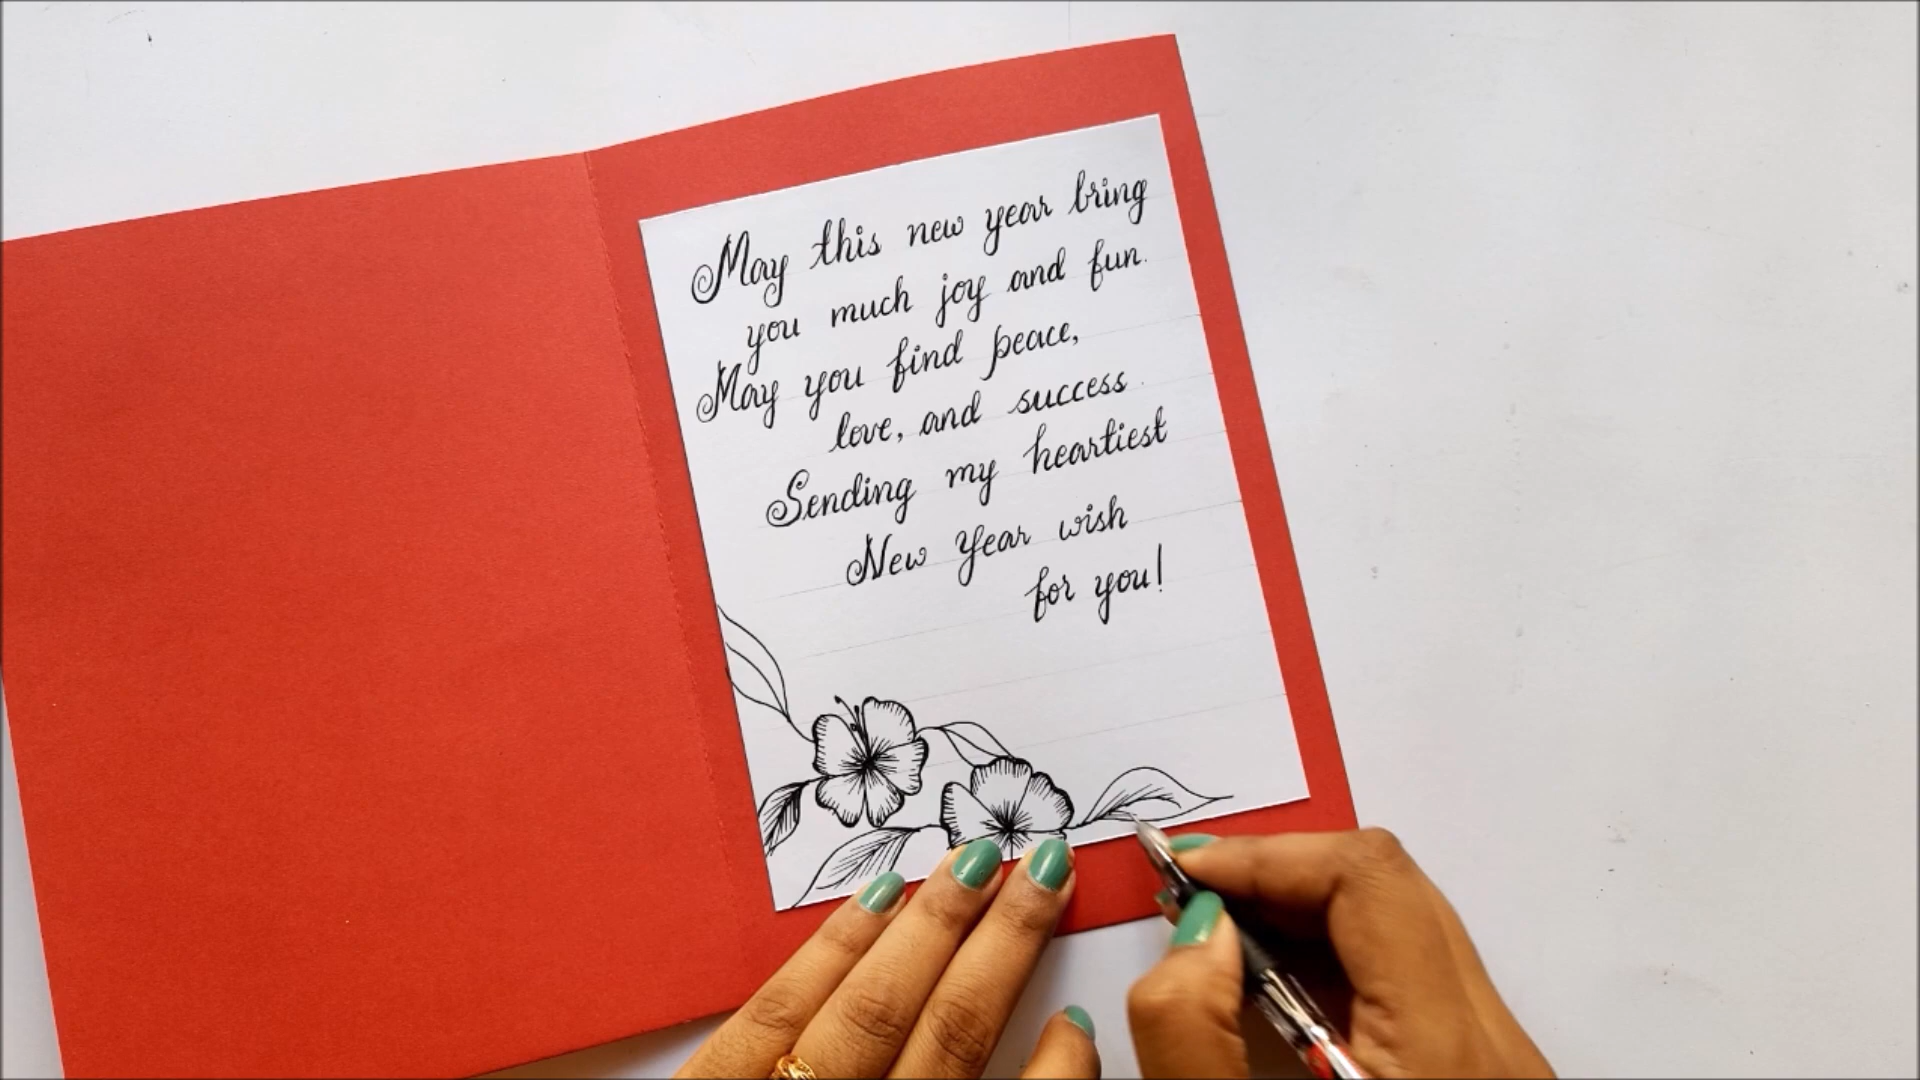 May this new year bring
you much joy and fun.
May you find peace,
love, and success.
Sending my heartiest
New Year wish
for you!